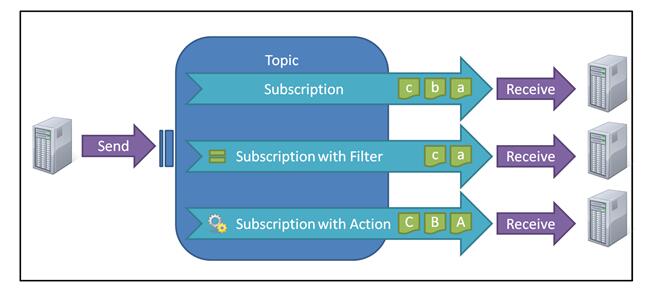 Topic
Subscription c b a Receive
Send
Subscription with Filter c a Receive
Subscription with Action C B A Receive